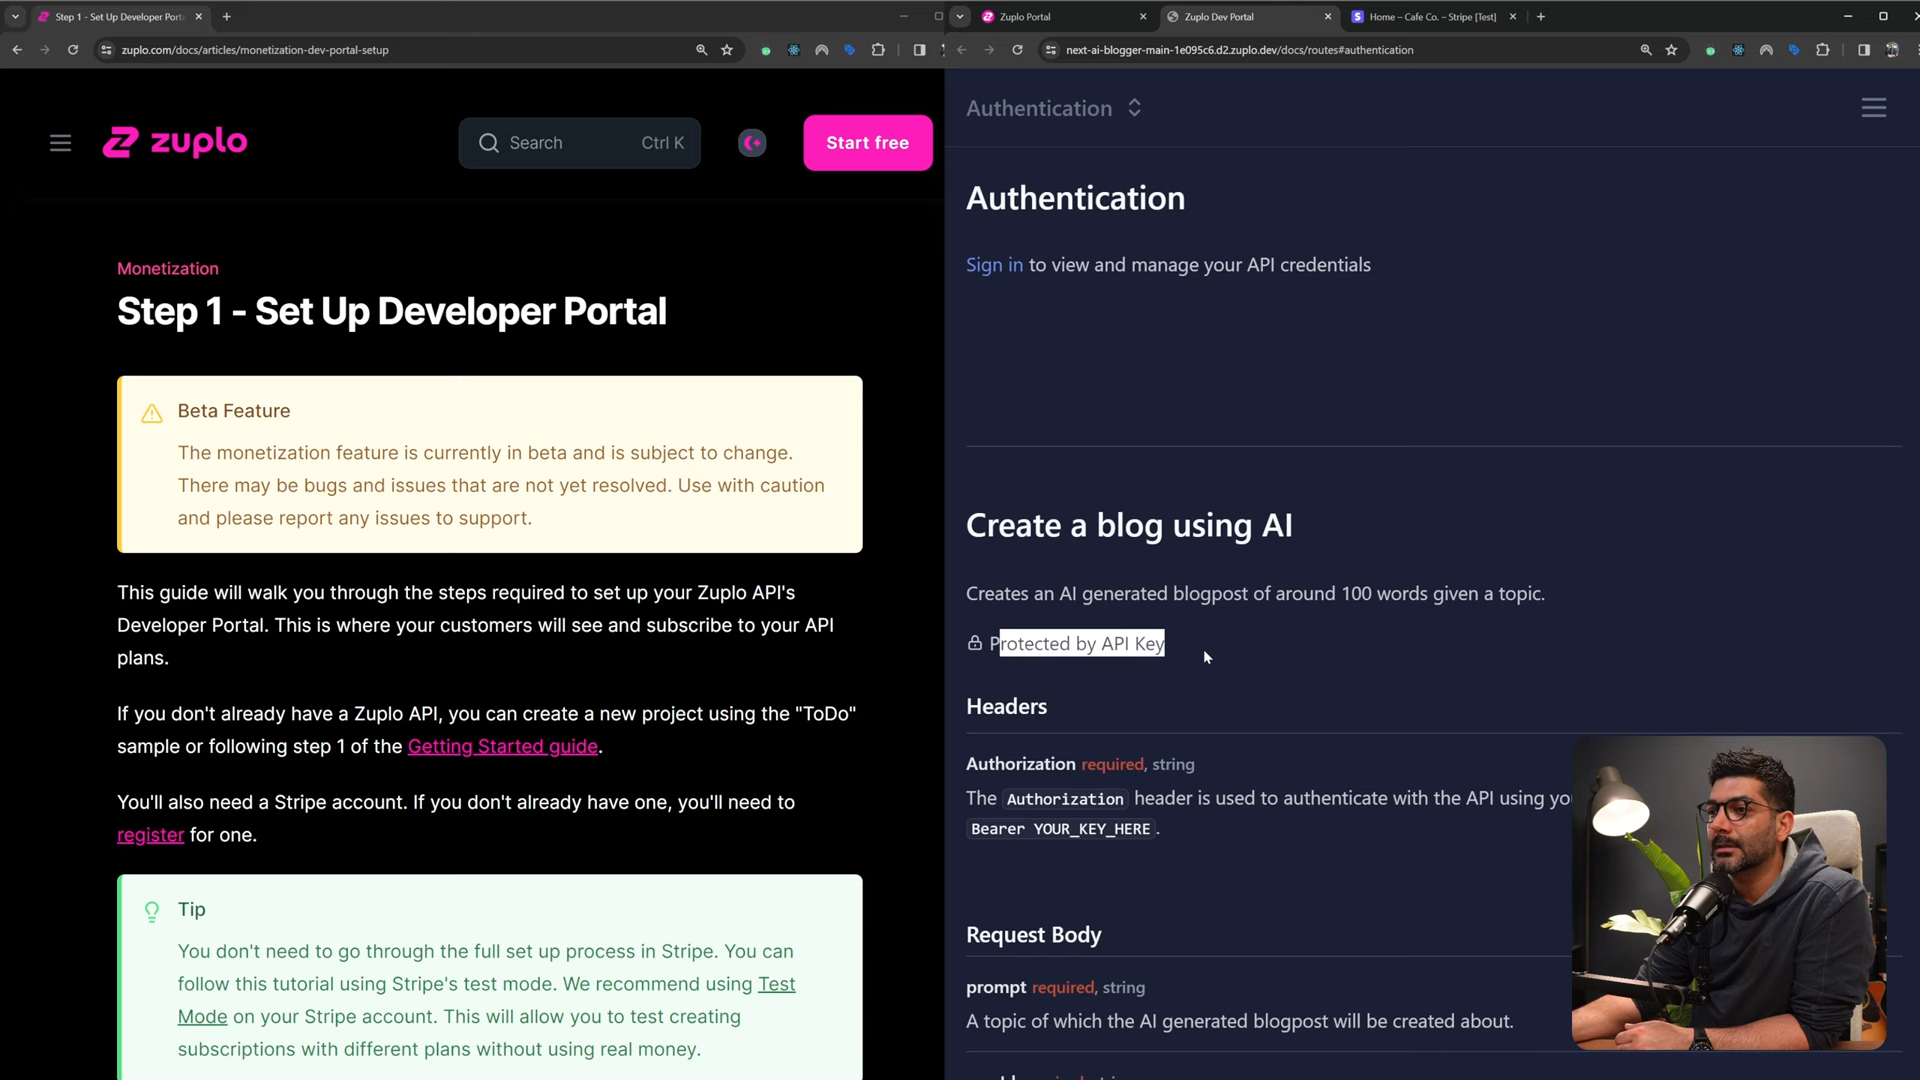 Step 1 - Set Up Developer Porta
zuplo.com/docs/articles/monetization-dev-portal-setup
zuplo
Search
Ctrl K
Start free
Monetization
Step 1 - Set Up Developer Portal
Beta Feature
The monetization feature is currently in beta and is subject to change.
There may be bugs and issues that are not yet resolved. Use with caution
and please report any issues to support.
This guide will walk you through the steps required to set up your Zuplo API's
Developer Portal. This is where your customers will see and subscribe to your API
plans.
If you don't already have a Zuplo API, you can create a new project using the "ToDo"
sample or following step 1 of the Getting Started guide.
You'll also need a Stripe account. If you don't already have one, you'll need to
register for one.
Tip
You don't need to go through the full set up process in Stripe. You can
follow this tutorial using Stripe's test mode. We recommend using Test
Mode on your Stripe account. This will allow you to test creating
subscriptions with different plans without using real money.
Zuplo Portal
Zuplo Dev Portal
Home – Cafe Co. – Stripe [Test]
next-ai-blogger-main-1e095c6.d2.zuplo.dev/docs/routes#authentication
Authentication
Authentication
Sign in to view and manage your API credentials
Create a blog using AI
Creates an AI generated blogpost of around 100 words given a topic.
Protected by API Key
Headers
Authorization required, string
The Authorization header is used to authenticate with the API using yo
Bearer YOUR_KEY_HERE.
Request Body
prompt required, string
A topic of which the AI generated blogpost will be created about.